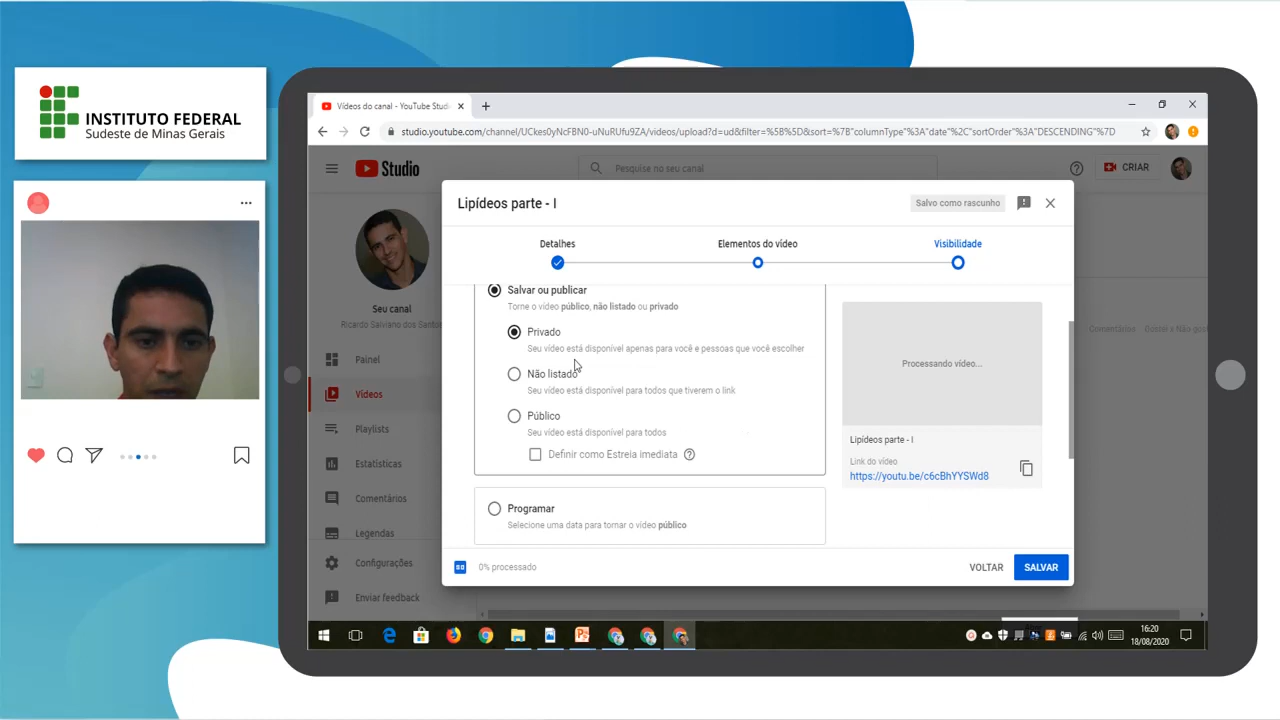 INSTITUTO FEDERAL
Sudeste de Minas Gerais
Vídeos do canal - YouTube Stud
studio.youtube.com/channel/UCkes0yNcFBN0-uNuRUfu9ZA/videos/upload?d=ud&filter=%5B%5D&sort=%7B"columnType"%3A"date"%2C"sortOrder"%3A"DESCENDING"%7D
Studio
Pesquise no seu canal
CRIAR
Seu canal
Ricardo Salviano dos Santos
Painel
Vídeos
Playlists
Estatísticas
Comentários
Legendas
Configurações
Enviar feedback
Lipídeos parte - I
Salvo como rascunho
Detalhes
Elementos do vídeo
Visibilidade
Salvar ou publicar
Torne o vídeo público, não listado ou privado
Privado
Seu vídeo está disponível apenas para você e pessoas que você escolher
Não listado
Seu vídeo está disponível para todos que tiverem o link
Público
Seu vídeo está disponível para todos
Definir como Estreia imediata
Programar
Selecione uma data para tornar o vídeo público
Processando vídeo...
Lipídeos parte - I
Link do vídeo
https://youtu.be/c6cBhYYSWd8
Comentários
0% processado
VOLTAR
SALVAR
16:20
18/08/2020